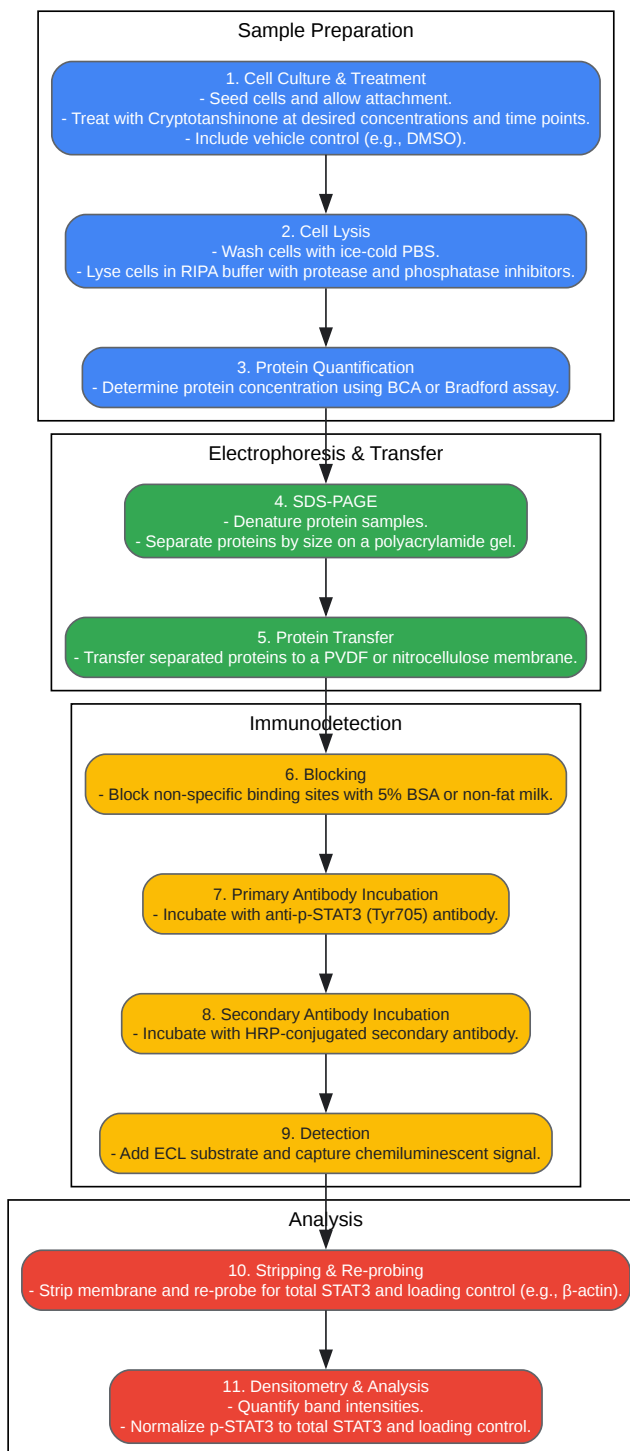 Sample Preparation
1. Cell Culture & Treatment
- Seed cells and allow attachment.
- Treat with Cryptotanshinone at desired concentrations and time points.
- Include vehicle control (e.g., DMSO).
2. Cell Lysis
- Wash cells with ice-cold PBS.
- Lyse cells in RIPA buffer with protease and phosphatase inhibitors.
3. Protein Quantification
- Determine protein concentration using BCA or Bradford assay.
Electrophoresis & Transfer
4. SDS-PAGE
- Denature protein samples.
- Separate proteins by size on a polyacrylamide gel.
5. Protein Transfer
- Transfer separated proteins to a PVDF or nitrocellulose membrane.
Immunodetection
6. Blocking
- Block non-specific binding sites with 5% BSA or non-fat milk.
7. Primary Antibody Incubation
- Incubate with anti-p-STAT3 (Tyr705) antibody.
8. Secondary Antibody Incubation
- Incubate with HRP-conjugated secondary antibody.
9. Detection
- Add ECL substrate and capture chemiluminescent signal.
Analysis
10. Stripping & Re-probing
- Strip membrane and re-probe for total STAT3 and loading control (e.g., β-actin).
11. Densitometry & Analysis
- Quantify band intensities.
- Normalize p-STAT3 to total STAT3 and loading control.